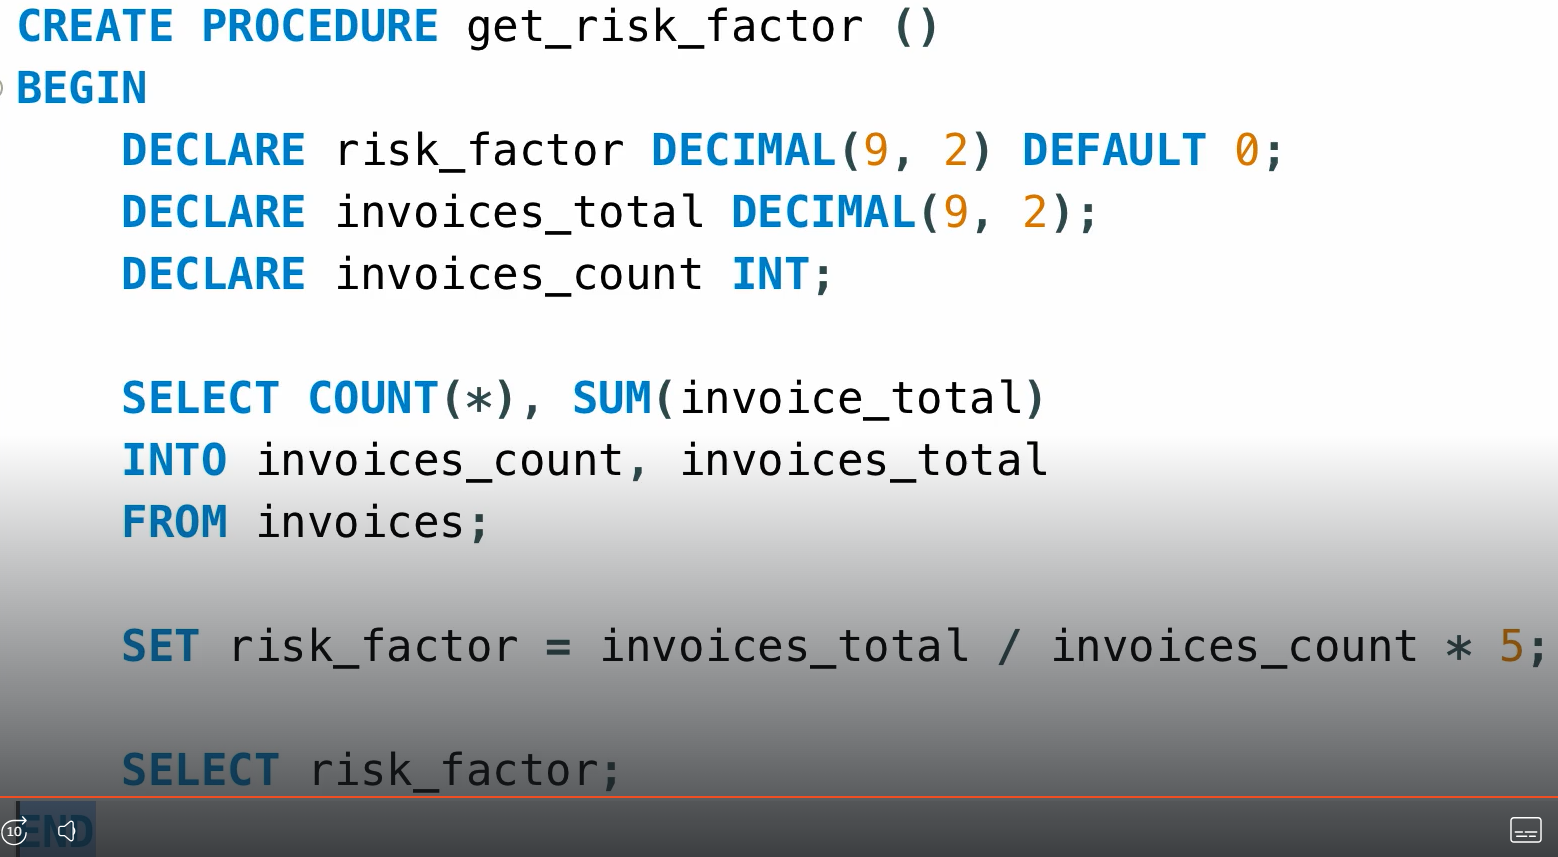 CREATE PROCEDURE get_risk_factor ()
BEGIN
DECLARE risk_factor DECIMAL(9, 2) DEFAULT 0;
DECLARE invoices_total DECIMAL(9, 2);
DECLARE invoices_count INT;
SELECT COUNT(*), SUM(invoice_total)
INTO invoices_count, invoices_total
FROM invoices;
SET risk_factor = invoices_total / invoices_count * 5;
SELECT risk_factor;
END
10